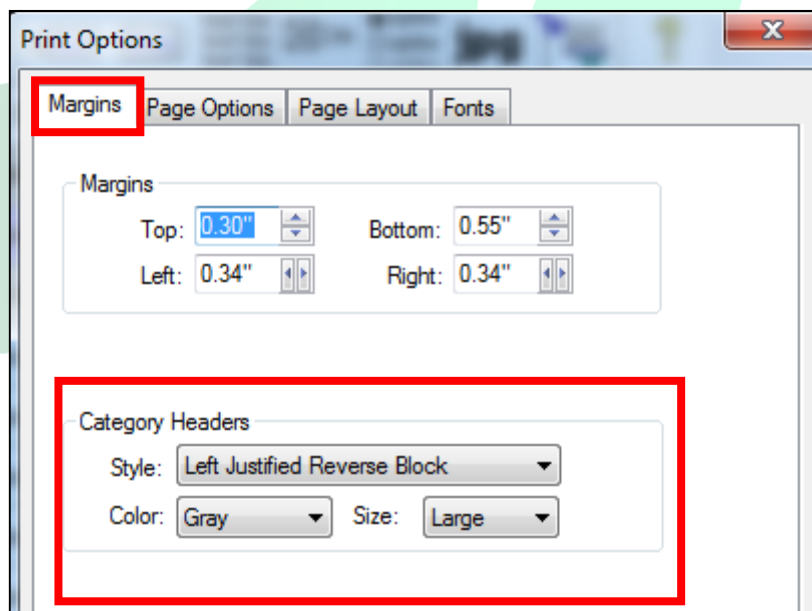 Print Options
jpg
Margins Page Options Page Layout Fonts
Margins
Top: 0.30" Bottom: 0.55"
Left: 0.34" Right: 0.34"
Category Headers
Style: Left Justified Reverse Block
Color: Gray Size: Large